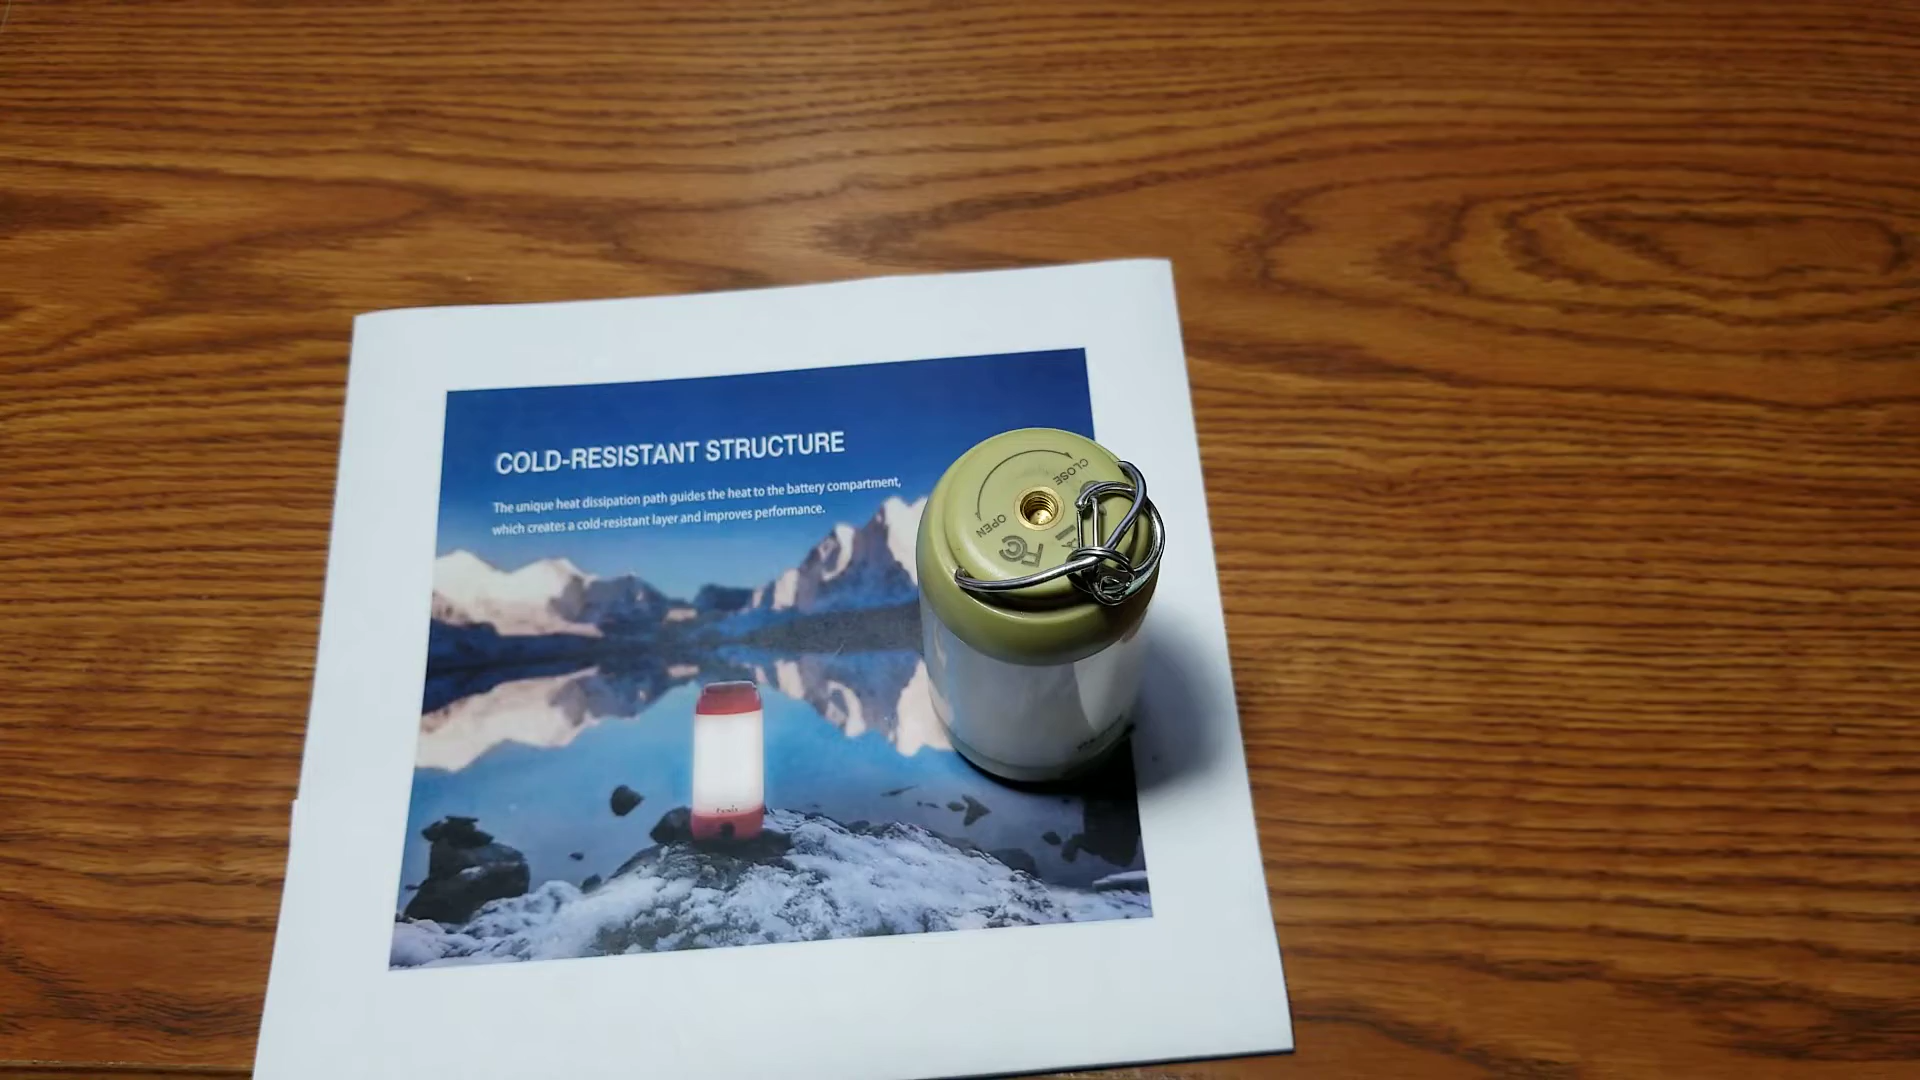 COLD-RESISTANT STRUCTURE
The unique heat dissipation path guides the heat to the battery compartment,
which creates a cold-resistant layer and improves performance.
CLOSE
OPEN
FC